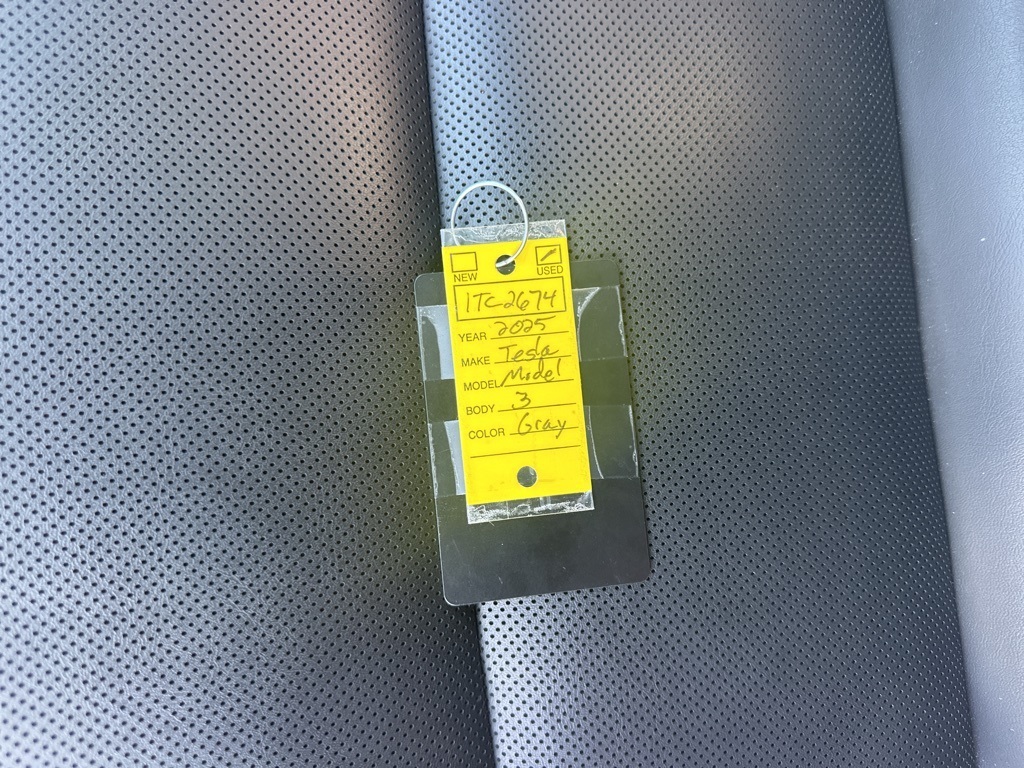 NEW USED
ITC2674
YEAR 2025
MAKE Tesla
MODEL Model
BODY 3
COLOR Gray